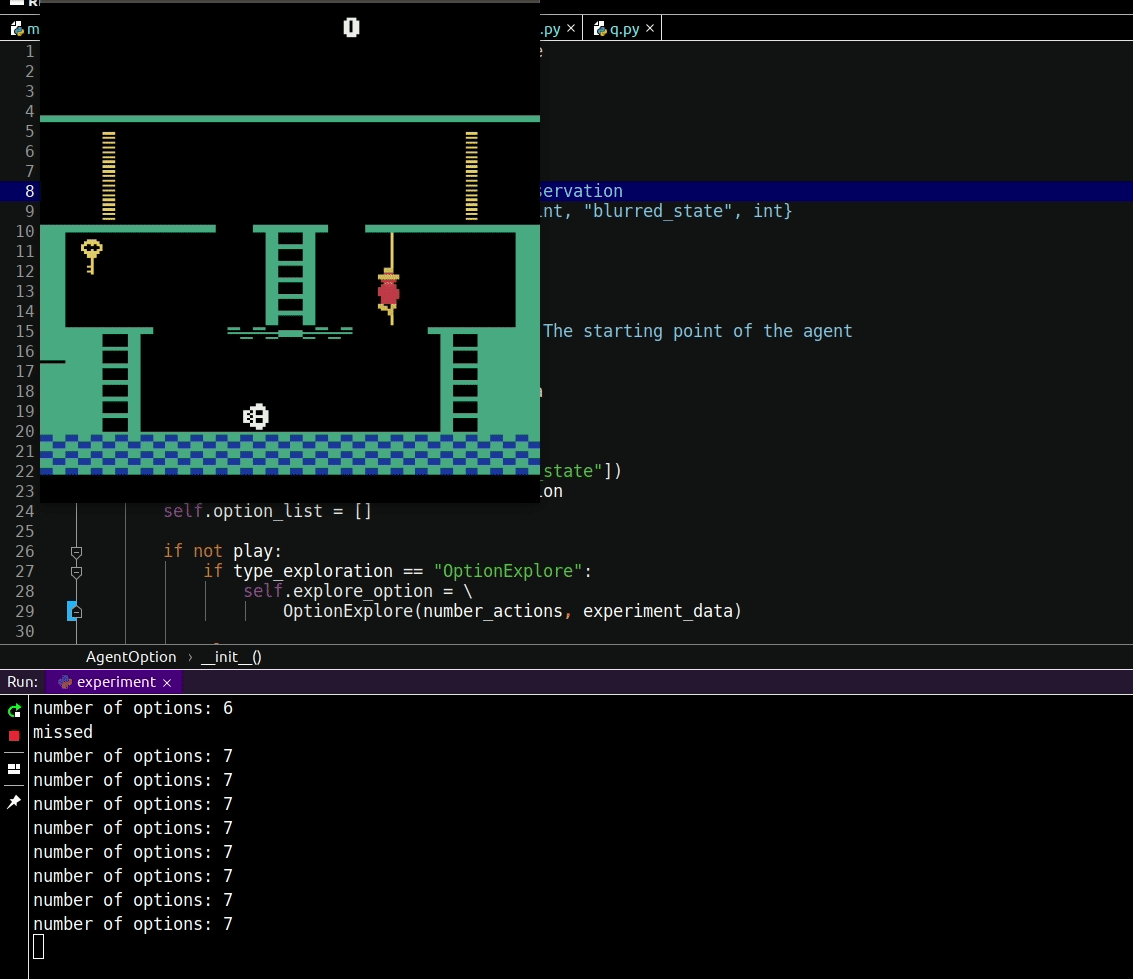 R
0
m
.py ×
q.py ×
1
e
2
3
4
5
6
7
8 servation
9 int, "blurred_state", int}
10
11
12
13
14
15 The starting point of the agent
16
17
18 a
19
20
21
22 _state"])
23 ion
24 self.option_list = []
25
26 if not play:
27 if type_exploration == "OptionExplore":
28 self.explore_option = \
29 OptionExplore(number_actions, experiment_data)
30
AgentOption › __init__()
Run: experiment ×
number of options: 6
missed
number of options: 7
number of options: 7
number of options: 7
number of options: 7
number of options: 7
number of options: 7
number of options: 7
number of options: 7